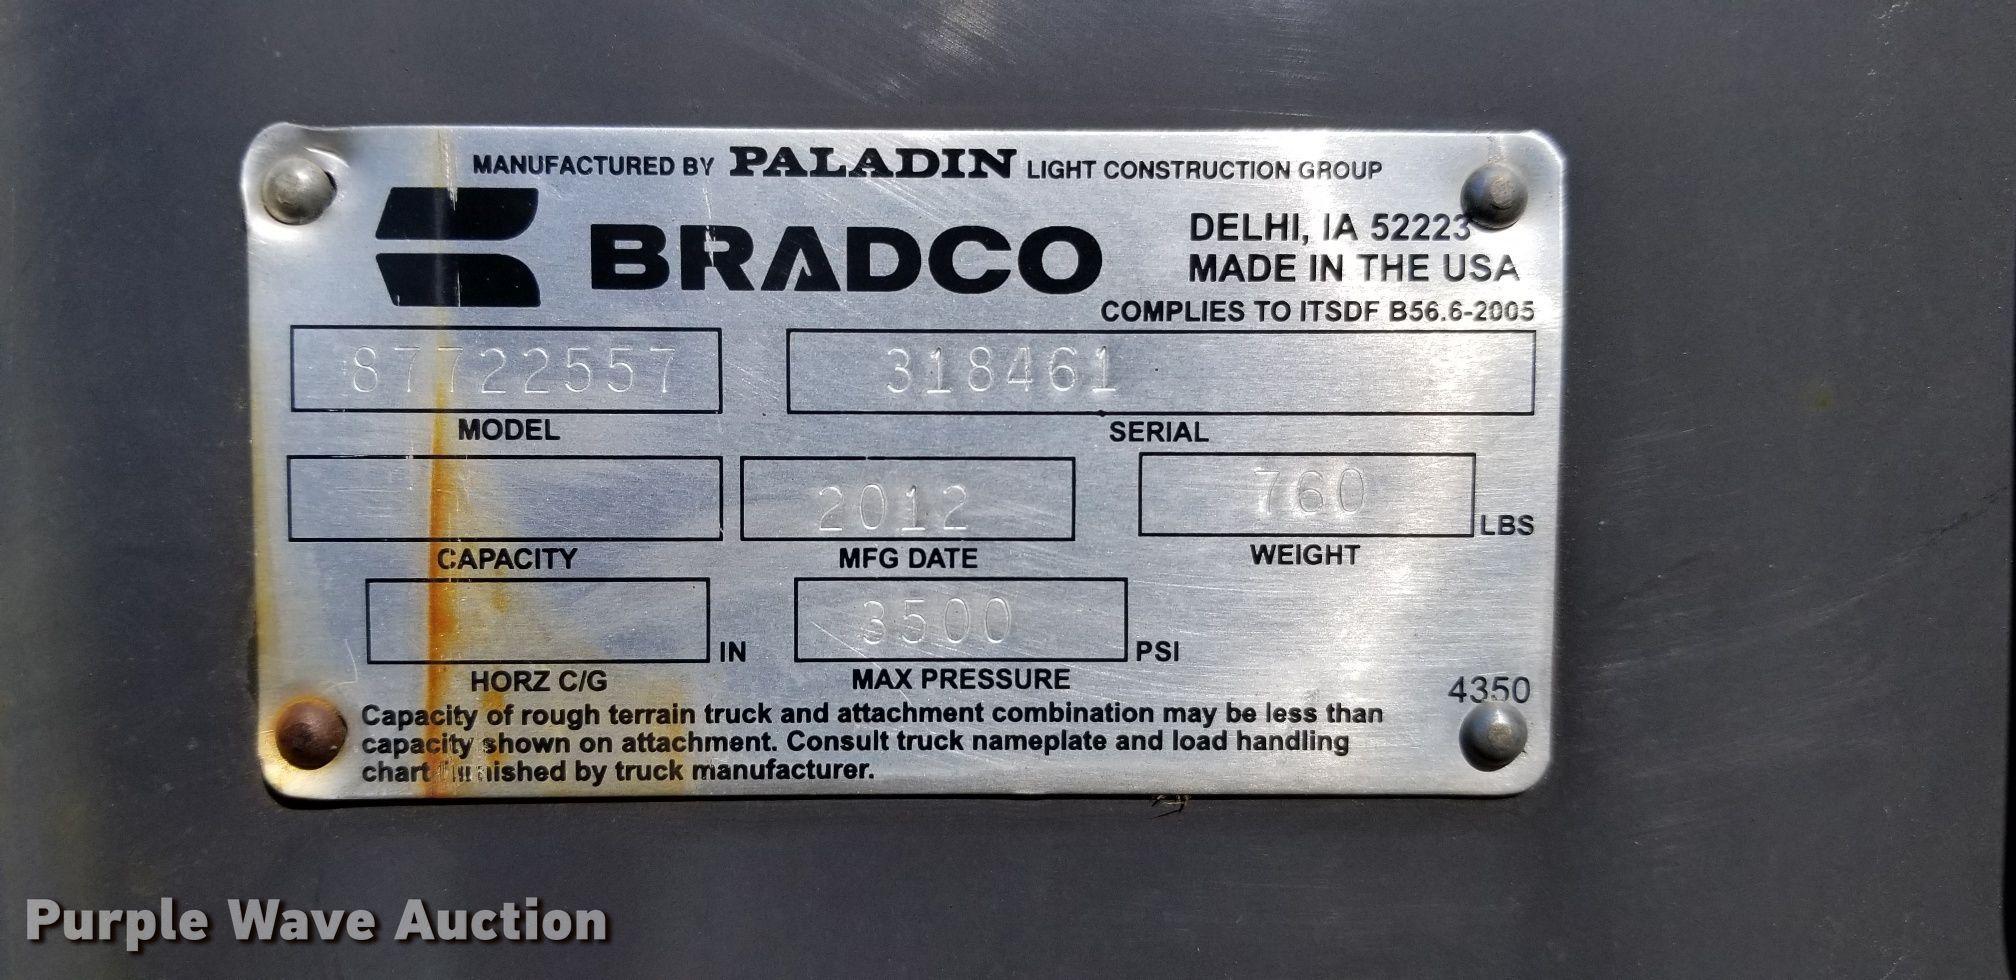 MANUFACTURED BY PALADIN LIGHT CONSTRUCTION GROUP
BRADCO
DELHI, IA 52223
MADE IN THE USA
COMPLIES TO ITSDF B56.6-2005
87722557
MODEL
318461
SERIAL
CAPACITY
2012
MFG DATE
760 LBS
WEIGHT
IN
HORZ C/G
3500 PSI
MAX PRESSURE
4350
Capacity of rough terrain truck and attachment combination may be less than
capacity shown on attachment. Consult truck nameplate and load handling
chart furnished by truck manufacturer.
Purple Wave Auction